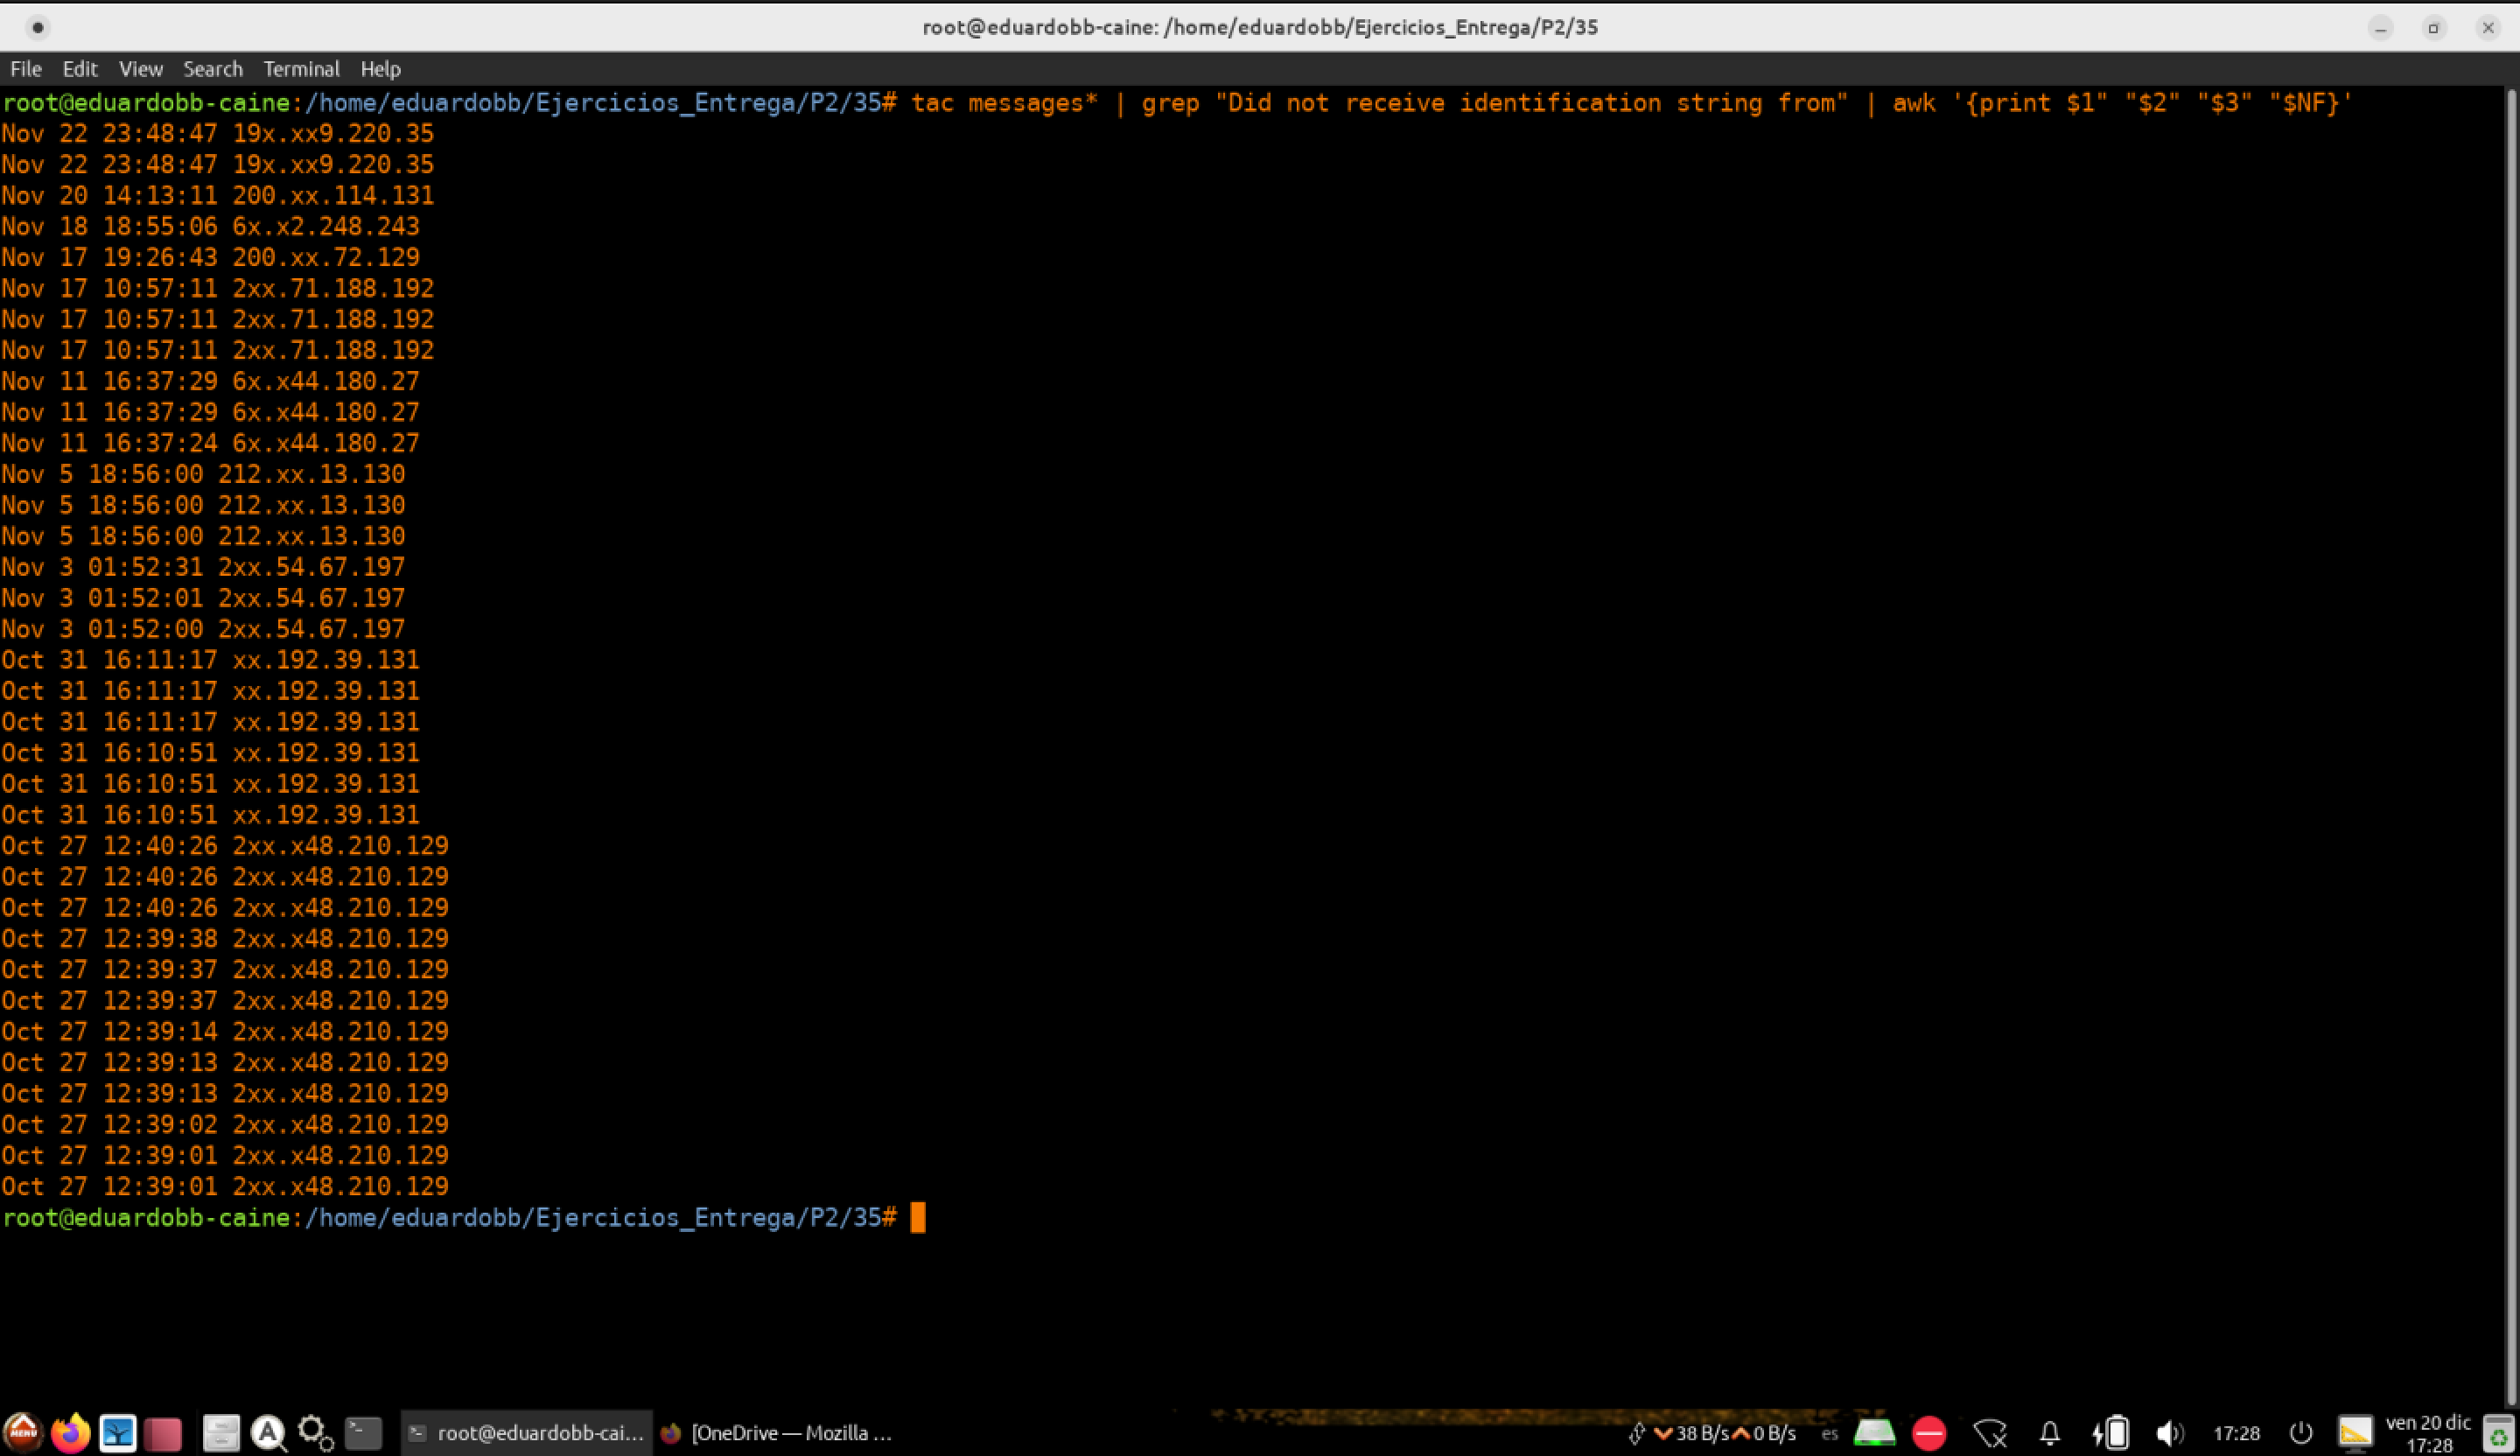 root@eduardobb-caine: /home/eduardobb/Ejercicios_Entrega/P2/35
File Edit View Search Terminal Help
root@eduardobb-caine:/home/eduardobb/Ejercicios_Entrega/P2/35# tac messages* | grep "Did not receive identification string from" | awk '{print $1" "$2" "$3" "$NF}'
Nov 22 23:48:47 19x.xx9.220.35
Nov 22 23:48:47 19x.xx9.220.35
Nov 20 14:13:11 200.xx.114.131
Nov 18 18:55:06 6x.x2.248.243
Nov 17 19:26:43 200.xx.72.129
Nov 17 10:57:11 2xx.71.188.192
Nov 17 10:57:11 2xx.71.188.192
Nov 17 10:57:11 2xx.71.188.192
Nov 11 16:37:29 6x.x44.180.27
Nov 11 16:37:29 6x.x44.180.27
Nov 11 16:37:24 6x.x44.180.27
Nov 5 18:56:00 212.xx.13.130
Nov 5 18:56:00 212.xx.13.130
Nov 5 18:56:00 212.xx.13.130
Nov 3 01:52:31 2xx.54.67.197
Nov 3 01:52:01 2xx.54.67.197
Nov 3 01:52:00 2xx.54.67.197
Oct 31 16:11:17 xx.192.39.131
Oct 31 16:11:17 xx.192.39.131
Oct 31 16:11:17 xx.192.39.131
Oct 31 16:10:51 xx.192.39.131
Oct 31 16:10:51 xx.192.39.131
Oct 31 16:10:51 xx.192.39.131
Oct 27 12:40:26 2xx.x48.210.129
Oct 27 12:40:26 2xx.x48.210.129
Oct 27 12:40:26 2xx.x48.210.129
Oct 27 12:39:38 2xx.x48.210.129
Oct 27 12:39:37 2xx.x48.210.129
Oct 27 12:39:37 2xx.x48.210.129
Oct 27 12:39:14 2xx.x48.210.129
Oct 27 12:39:13 2xx.x48.210.129
Oct 27 12:39:13 2xx.x48.210.129
Oct 27 12:39:02 2xx.x48.210.129
Oct 27 12:39:01 2xx.x48.210.129
Oct 27 12:39:01 2xx.x48.210.129
root@eduardobb-caine:/home/eduardobb/Ejercicios_Entrega/P2/35#
MENU root@eduardobb-cai... [OneDrive — Mozilla ... 38 B/s 0 B/s es 17:28 ven 20 dic
17:28